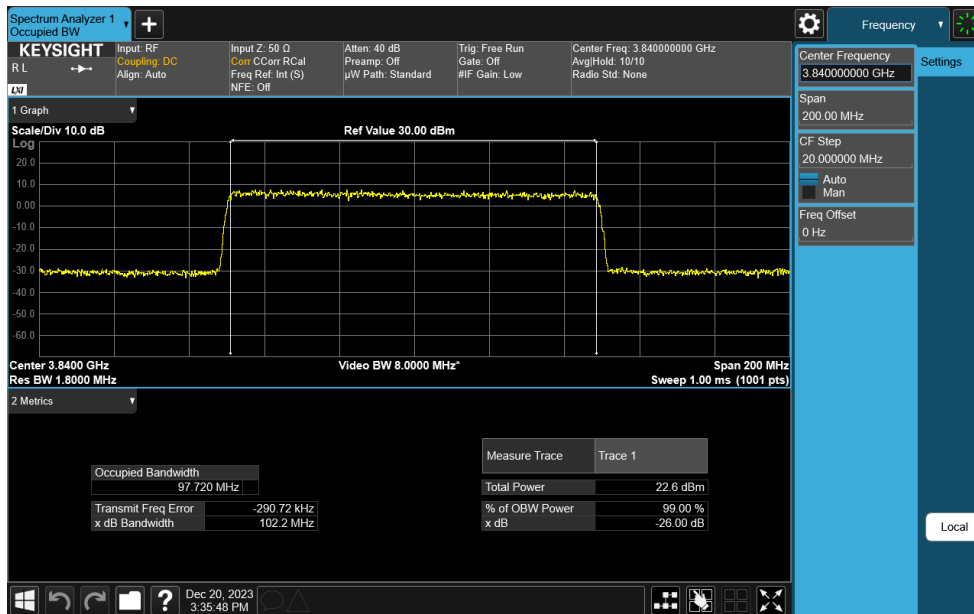 Spectrum Analyzer 1
Occupied BW
+
Frequency
KEYSIGHT
R L
LXI
Input: RF
Coupling: DC
Align: Auto
Input Z: 50 Ω
Corr CCorr RCal
Freq Ref: Int (S)
NFE: Off
Atten: 40 dB
Preamp: Off
µW Path: Standard
Trig: Free Run
Gate: Off
#IF Gain: Low
Center Freq: 3.840000000 GHz
Avg|Hold: 10/10
Radio Std: None
Center Frequency
3.840000000 GHz
Settings
Span
200.00 MHz
CF Step
20.000000 MHz
Auto
Man
Freq Offset
0 Hz
1 Graph
Scale/Div 10.0 dB
Ref Value 30.00 dBm
Log
20.0
10.0
0.00
-10.0
-20.0
-30.0
-40.0
-50.0
-60.0
Center 3.8400 GHz
Video BW 8.0000 MHz*
Span 200 MHz
Res BW 1.8000 MHz
Sweep 1.00 ms (1001 pts)
2 Metrics
Occupied Bandwidth
97.720 MHz
Transmit Freq Error -290.72 kHz
x dB Bandwidth 102.2 MHz
Measure Trace Trace 1
Total Power 22.6 dBm
% of OBW Power 99.00 %
x dB -26.00 dB
Local
?
Dec 20, 2023
3:35:48 PM